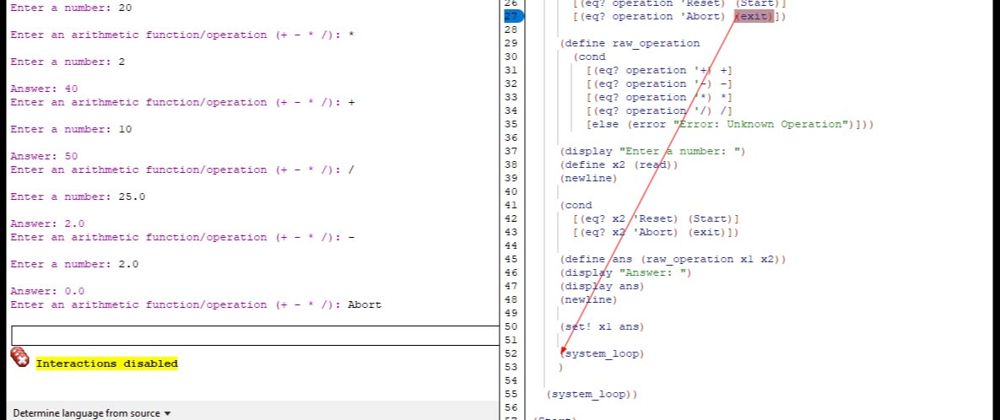 Enter a number: 20
Enter an arithmetic function/operation (+ - * /): *
Enter a number: 2
Answer: 40
Enter an arithmetic function/operation (+ - * /): +
Enter a number: 10
Answer: 50
Enter an arithmetic function/operation (+ - * /): /
Enter a number: 25.0
Answer: 2.0
Enter an arithmetic function/operation (+ - * /): -
Enter a number: 2.0
Answer: 0.0
Enter an arithmetic function/operation (+ - * /): Abort
Interactions disabled
Determine language from source
26 [(eq? operation 'Reset) (Start)]
27 [(eq? operation 'Abort) (exit)])
28
29 (define raw_operation
30 (cond
31 [(eq? operation '+) +]
32 [(eq? operation '-) -]
33 [(eq? operation '*) *]
34 [(eq? operation '/) /]
35 [else (error "Error: Unknown Operation")]))
36
37 (display "Enter a number: ")
38 (define x2 (read))
39 (newline)
40
41 (cond
42 [(eq? x2 'Reset) (Start)]
43 [(eq? x2 'Abort) (exit)])
44
45 (define ans (raw_operation x1 x2))
46 (display "Answer: ")
47 (display ans)
48 (newline)
49
50 (set! x1 ans)
51
52 (system_loop)
53 )
54
55 (system_loop))
56
57 (Start)